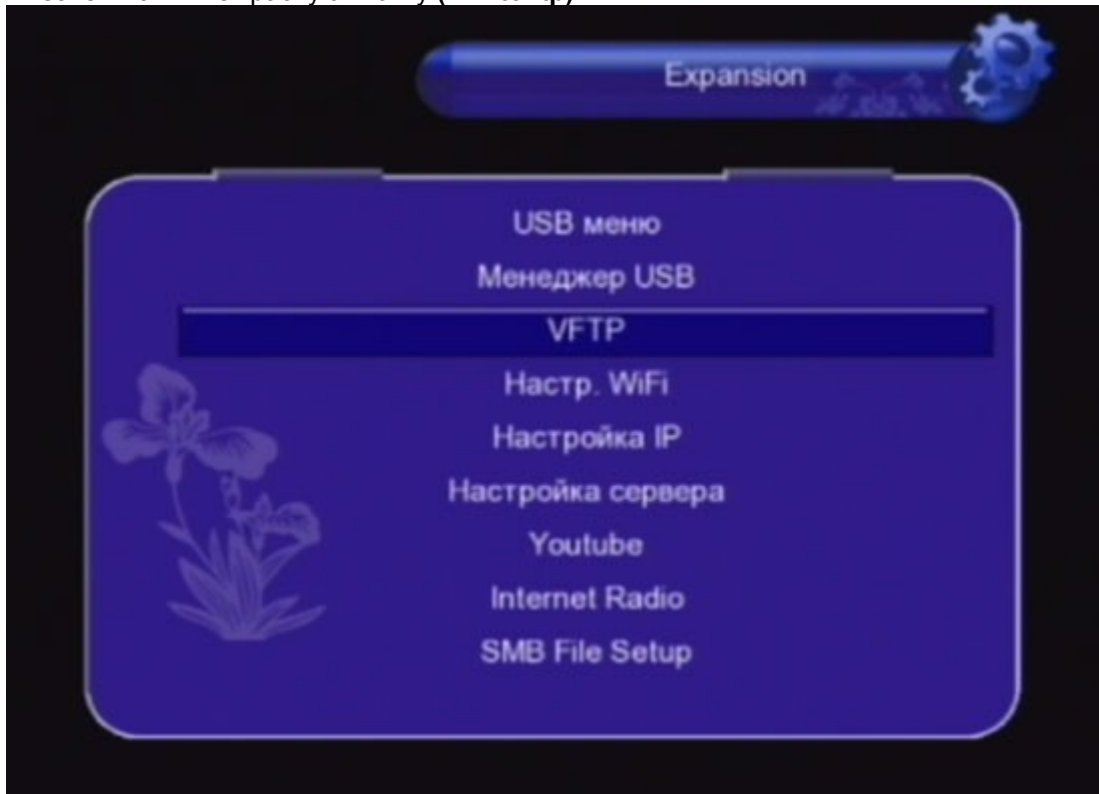 Expansion
USB меню
Менеджер USB
VFTP
Настр. WiFi
Настройка IP
Настройка сервера
Youtube
Internet Radio
SMB File Setup